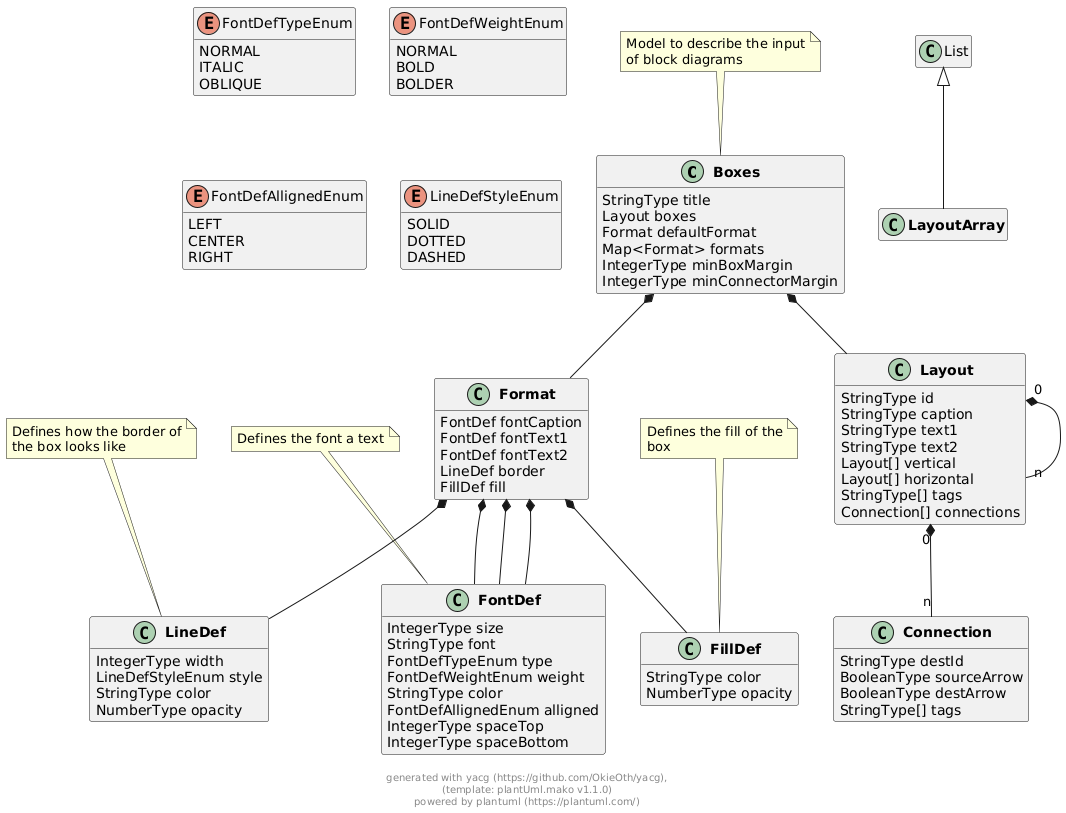 E FontDefTypeEnum
NORMAL
ITALIC
OBLIQUE
E FontDefWeightEnum
NORMAL
BOLD
BOLDER
Model to describe the input
of block diagrams
C List
E FontDefAllignedEnum
LEFT
CENTER
RIGHT
E LineDefStyleEnum
SOLID
DOTTED
DASHED
C Boxes
StringType title
Layout boxes
Format defaultFormat
Map<Format> formats
IntegerType minBoxMargin
IntegerType minConnectorMargin
C LayoutArray
Defines how the border of
the box looks like
Defines the font a text
C Format
FontDef fontCaption
FontDef fontText1
FontDef fontText2
LineDef border
FillDef fill
Defines the fill of the
box
C Layout
StringType id
StringType caption
StringType text1
StringType text2
Layout[] vertical
Layout[] horizontal
StringType[] tags
Connection[] connections
0
n
0
n
C LineDef
IntegerType width
LineDefStyleEnum style
StringType color
NumberType opacity
C FontDef
IntegerType size
StringType font
FontDefTypeEnum type
FontDefWeightEnum weight
StringType color
FontDefAllignedEnum alligned
IntegerType spaceTop
IntegerType spaceBottom
C FillDef
StringType color
NumberType opacity
C Connection
StringType destId
BooleanType sourceArrow
BooleanType destArrow
StringType[] tags
generated with yacg (https://github.com/OkieOth/yacg),
(template: plantUml.mako v1.1.0)
powered by plantuml (https://plantuml.com/)